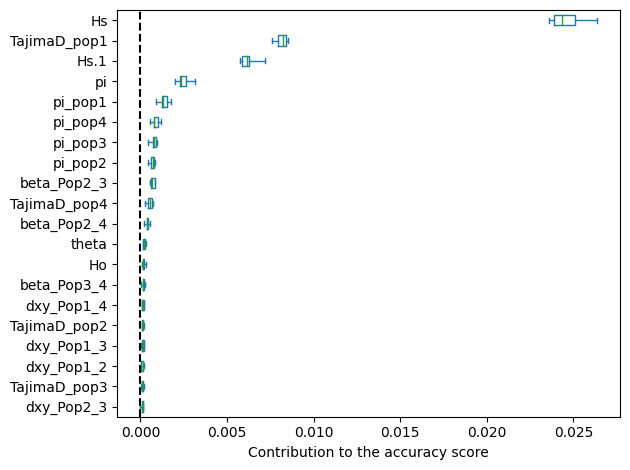 Hs
TajimaD_pop1
Hs.1
pi
pi_pop1
pi_pop4
pi_pop3
pi_pop2
beta_Pop2_3
TajimaD_pop4
beta_Pop2_4
theta
Ho
beta_Pop3_4
dxy_Pop1_4
TajimaD_pop2
dxy_Pop1_3
dxy_Pop1_2
TajimaD_pop3
dxy_Pop2_3
0.000 0.005 0.010 0.015 0.020 0.025
Contribution to the accuracy score